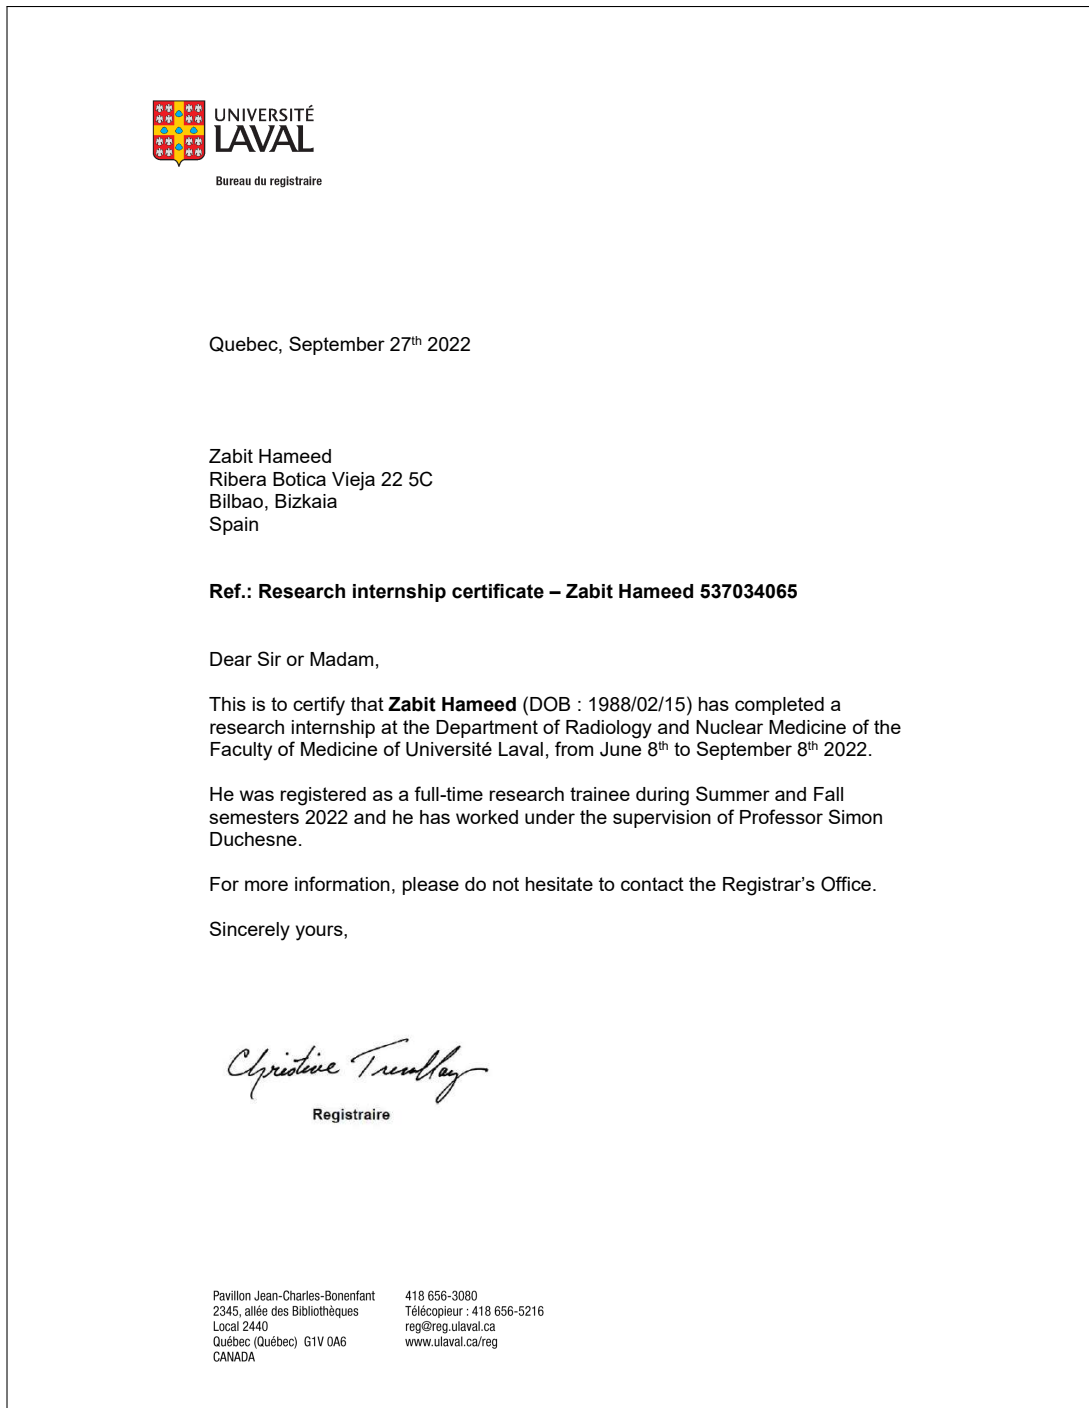 UNIVERSITÉ
LAVAL
Bureau du registraire
Quebec, September 27th 2022
Zabit Hameed
Ribera Botica Vieja 22 5C
Bilbao, Bizkaia
Spain
Ref.: Research internship certificate – Zabit Hameed 537034065
Dear Sir or Madam,
This is to certify that Zabit Hameed (DOB : 1988/02/15) has completed a
research internship at the Department of Radiology and Nuclear Medicine of the
Faculty of Medicine of Université Laval, from June 8th to September 8th 2022.
He was registered as a full-time research trainee during Summer and Fall
semesters 2022 and he has worked under the supervision of Professor Simon
Duchesne.
For more information, please do not hesitate to contact the Registrar’s Office.
Sincerely yours,
Christine Tremblay
Registraire
Pavillon Jean-Charles-Bonenfant
2345, allée des Bibliothèques
Local 2440
Québec (Québec) G1V 0A6
CANADA
418 656-3080
Télécopieur : 418 656-5216
reg@reg.ulaval.ca
www.ulaval.ca/reg